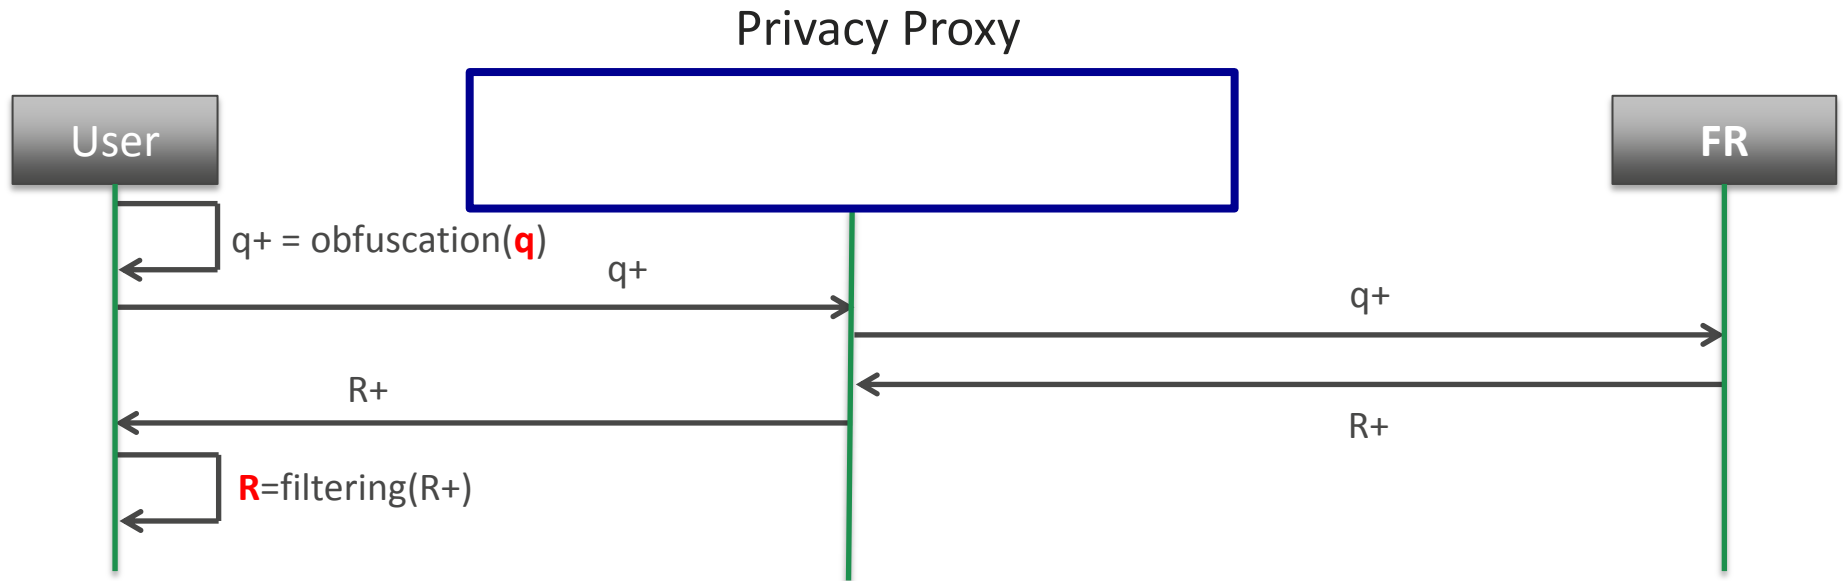 Privacy Proxy
User
FR
q+ = obfuscation(q)
q+
q+
R+
R+
R=filtering(R+)